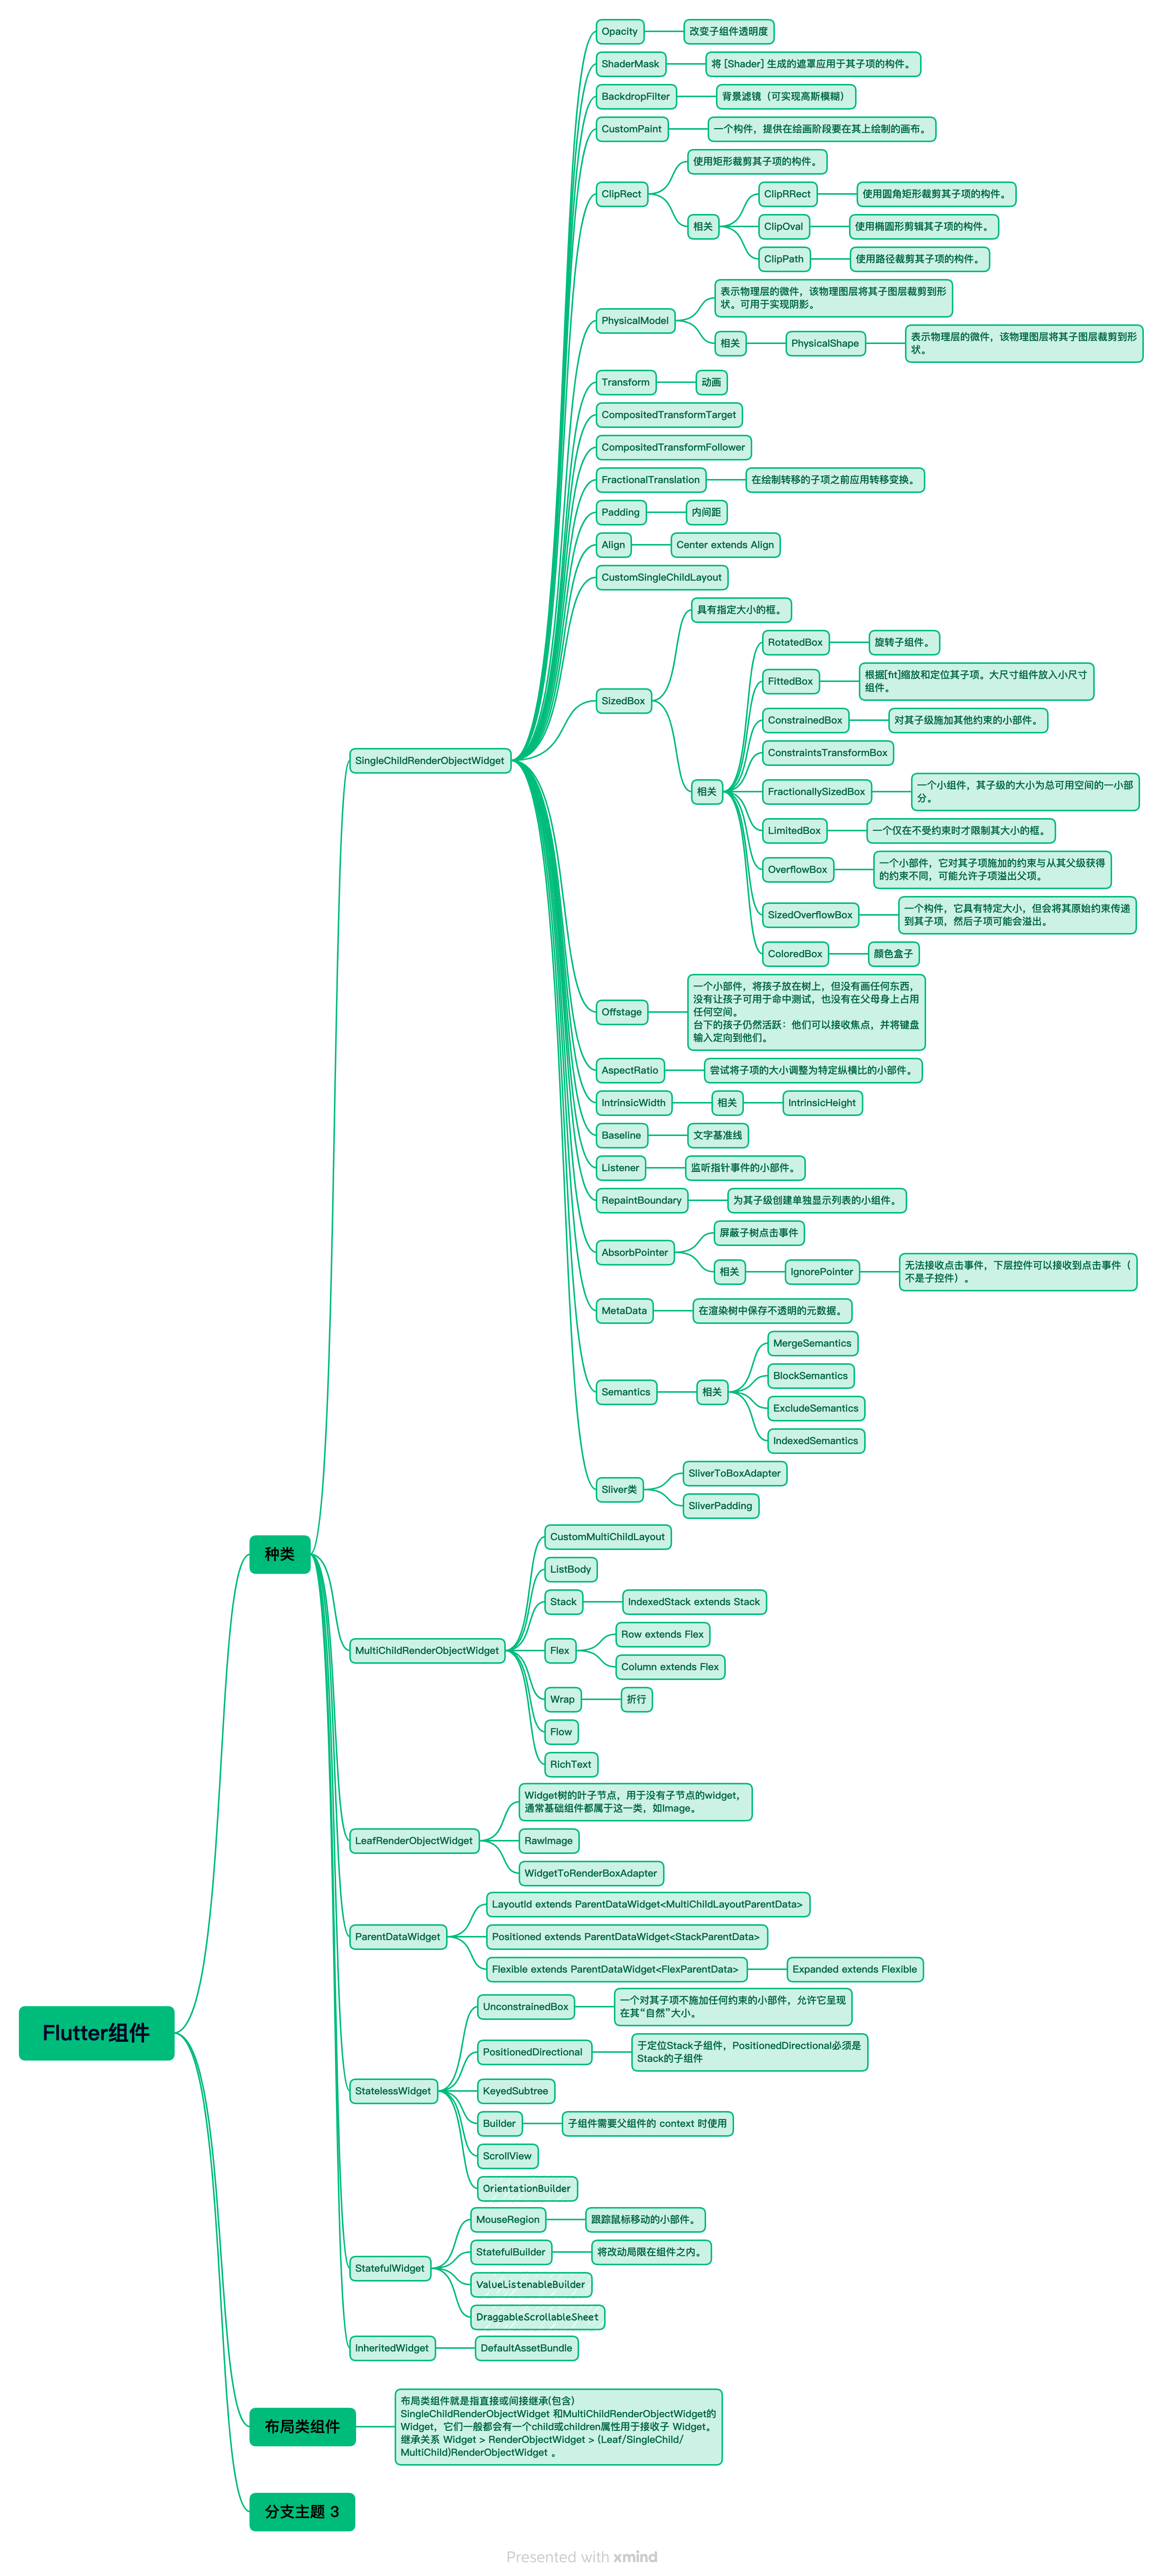 Opacity
改变子组件透明度
ShaderMask
将 [Shader] 生成的遮罩应用于其子项的构件。
BackdropFilter
背景滤镜（可实现高斯模糊）
CustomPaint
一个构件，提供在绘画阶段要在其上绘制的画布。
ClipRect
使用矩形裁剪其子项的构件。
相关
ClipRRect
使用圆角矩形裁剪其子项的构件。
ClipOval
使用椭圆形剪辑其子项的构件。
ClipPath
使用路径裁剪其子项的构件。
PhysicalModel
表示物理层的微件，该物理图层将其子图层裁剪到形
状。可用于实现阴影。
相关
PhysicalShape
表示物理层的微件，该物理图层将其子图层裁剪到形
状。
Transform
动画
CompositedTransformTarget
CompositedTransformFollower
FractionalTranslation
在绘制转移的子项之前应用转移变换。
Padding
内间距
Align
Center extends Align
CustomSingleChildLayout
SizedBox
具有指定大小的框。
相关
RotatedBox
旋转子组件。
FittedBox
根据[fit]缩放和定位其子项。大尺寸组件放入小尺寸
组件。
ConstrainedBox
对其子级施加其他约束的小部件。
ConstraintsTransformBox
FractionallySizedBox
一个小组件，其子级的大小为总可用空间的一小部
分。
LimitedBox
一个仅在不受约束时才限制其大小的框。
OverflowBox
一个小部件，它对其子项施加的约束与从其父级获得
的约束不同，可能允许子项溢出父项。
SizedOverflowBox
一个构件，它具有特定大小，但会将其原始约束传递
到其子项，然后子项可能会溢出。
ColoredBox
颜色盒子
SingleChildRenderObjectWidget
Offstage
一个小部件，将孩子放在树上，但没有画任何东西，
没有让孩子可用于命中测试，也没有在父母身上占用
任何空间。
台下的孩子仍然活跃：他们可以接收焦点，并将键盘
输入定向到他们。
AspectRatio
尝试将子项的大小调整为特定纵横比的小部件。
IntrinsicWidth
相关
IntrinsicHeight
Baseline
文字基准线
Listener
监听指针事件的小部件。
RepaintBoundary
为其子级创建单独显示列表的小组件。
AbsorbPointer
屏蔽子树点击事件
相关
IgnorePointer
无法接收点击事件，下层控件可以接收到点击事件（
不是子控件）。
MetaData
在渲染树中保存不透明的元数据。
Semantics
相关
MergeSemantics
BlockSemantics
ExcludeSemantics
IndexedSemantics
Sliver类
SliverToBoxAdapter
SliverPadding
种类
MultiChildRenderObjectWidget
CustomMultiChildLayout
ListBody
Stack
IndexedStack extends Stack
Flex
Row extends Flex
Column extends Flex
Wrap
折行
Flow
RichText
LeafRenderObjectWidget
Widget树的叶子节点，用于没有子节点的widget，
通常基础组件都属于这一类，如Image。
RawImage
WidgetToRenderBoxAdapter
ParentDataWidget
LayoutId extends ParentDataWidget<MultiChildLayoutParentData>
Positioned extends ParentDataWidget<StackParentData>
Flexible extends ParentDataWidget<FlexParentData>
Expanded extends Flexible
Flutter组件
StatelessWidget
UnconstrainedBox
一个对其子项不施加任何约束的小部件，允许它呈现
在其“自然”大小。
PositionedDirectional
于定位Stack子组件，PositionedDirectional必须是
Stack的子组件
KeyedSubtree
Builder
子组件需要父组件的 context 时使用
ScrollView
OrientationBuilder
StatefulWidget
MouseRegion
跟踪鼠标移动的小部件。
StatefulBuilder
将改动局限在组件之内。
ValueListenableBuilder
DraggableScrollableSheet
InheritedWidget
DefaultAssetBundle
布局类组件
布局类组件就是指直接或间接继承(包含)
SingleChildRenderObjectWidget 和MultiChildRenderObjectWidget的
Widget，它们一般都会有一个child或children属性用于接收子 Widget。
继承关系 Widget > RenderObjectWidget > (Leaf/SingleChild/
MultiChild)RenderObjectWidget 。
分支主题 3
Presented with xmind